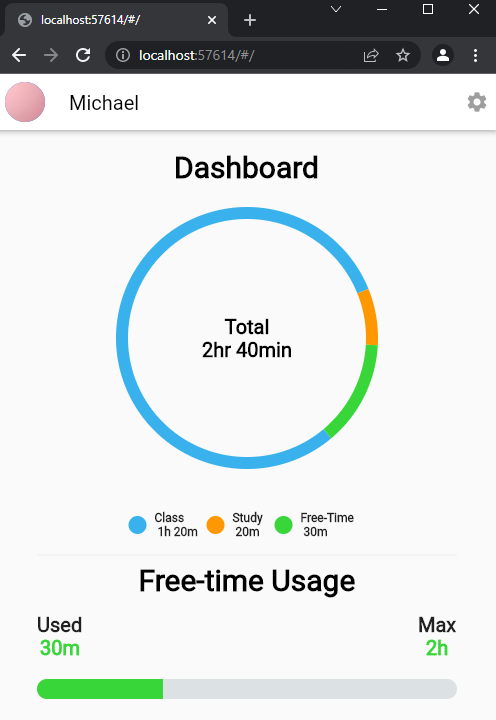 localhost:57614/#/
localhost:57614/#/
Michael
Dashboard
Total
2hr 40min
Class
1h 20m
Study
20m
Free-Time
30m
Free-time Usage
Used
Max
30m
2h